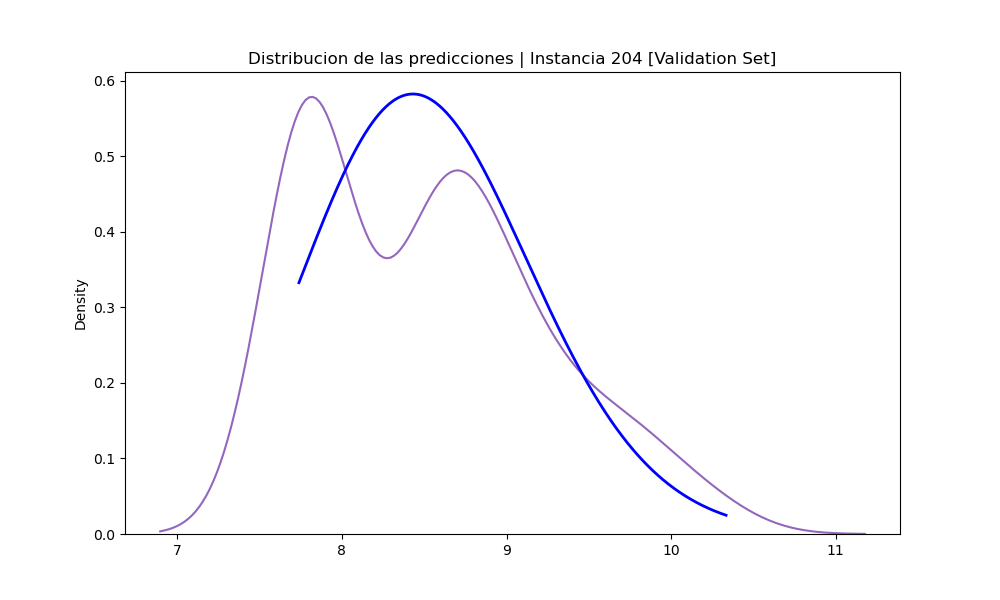 Distribucion de las predicciones | Instancia 204 [Validation Set]
Density
0.6
0.5
0.4
0.3
0.2
0.1
0.0
7 8 9 10 11